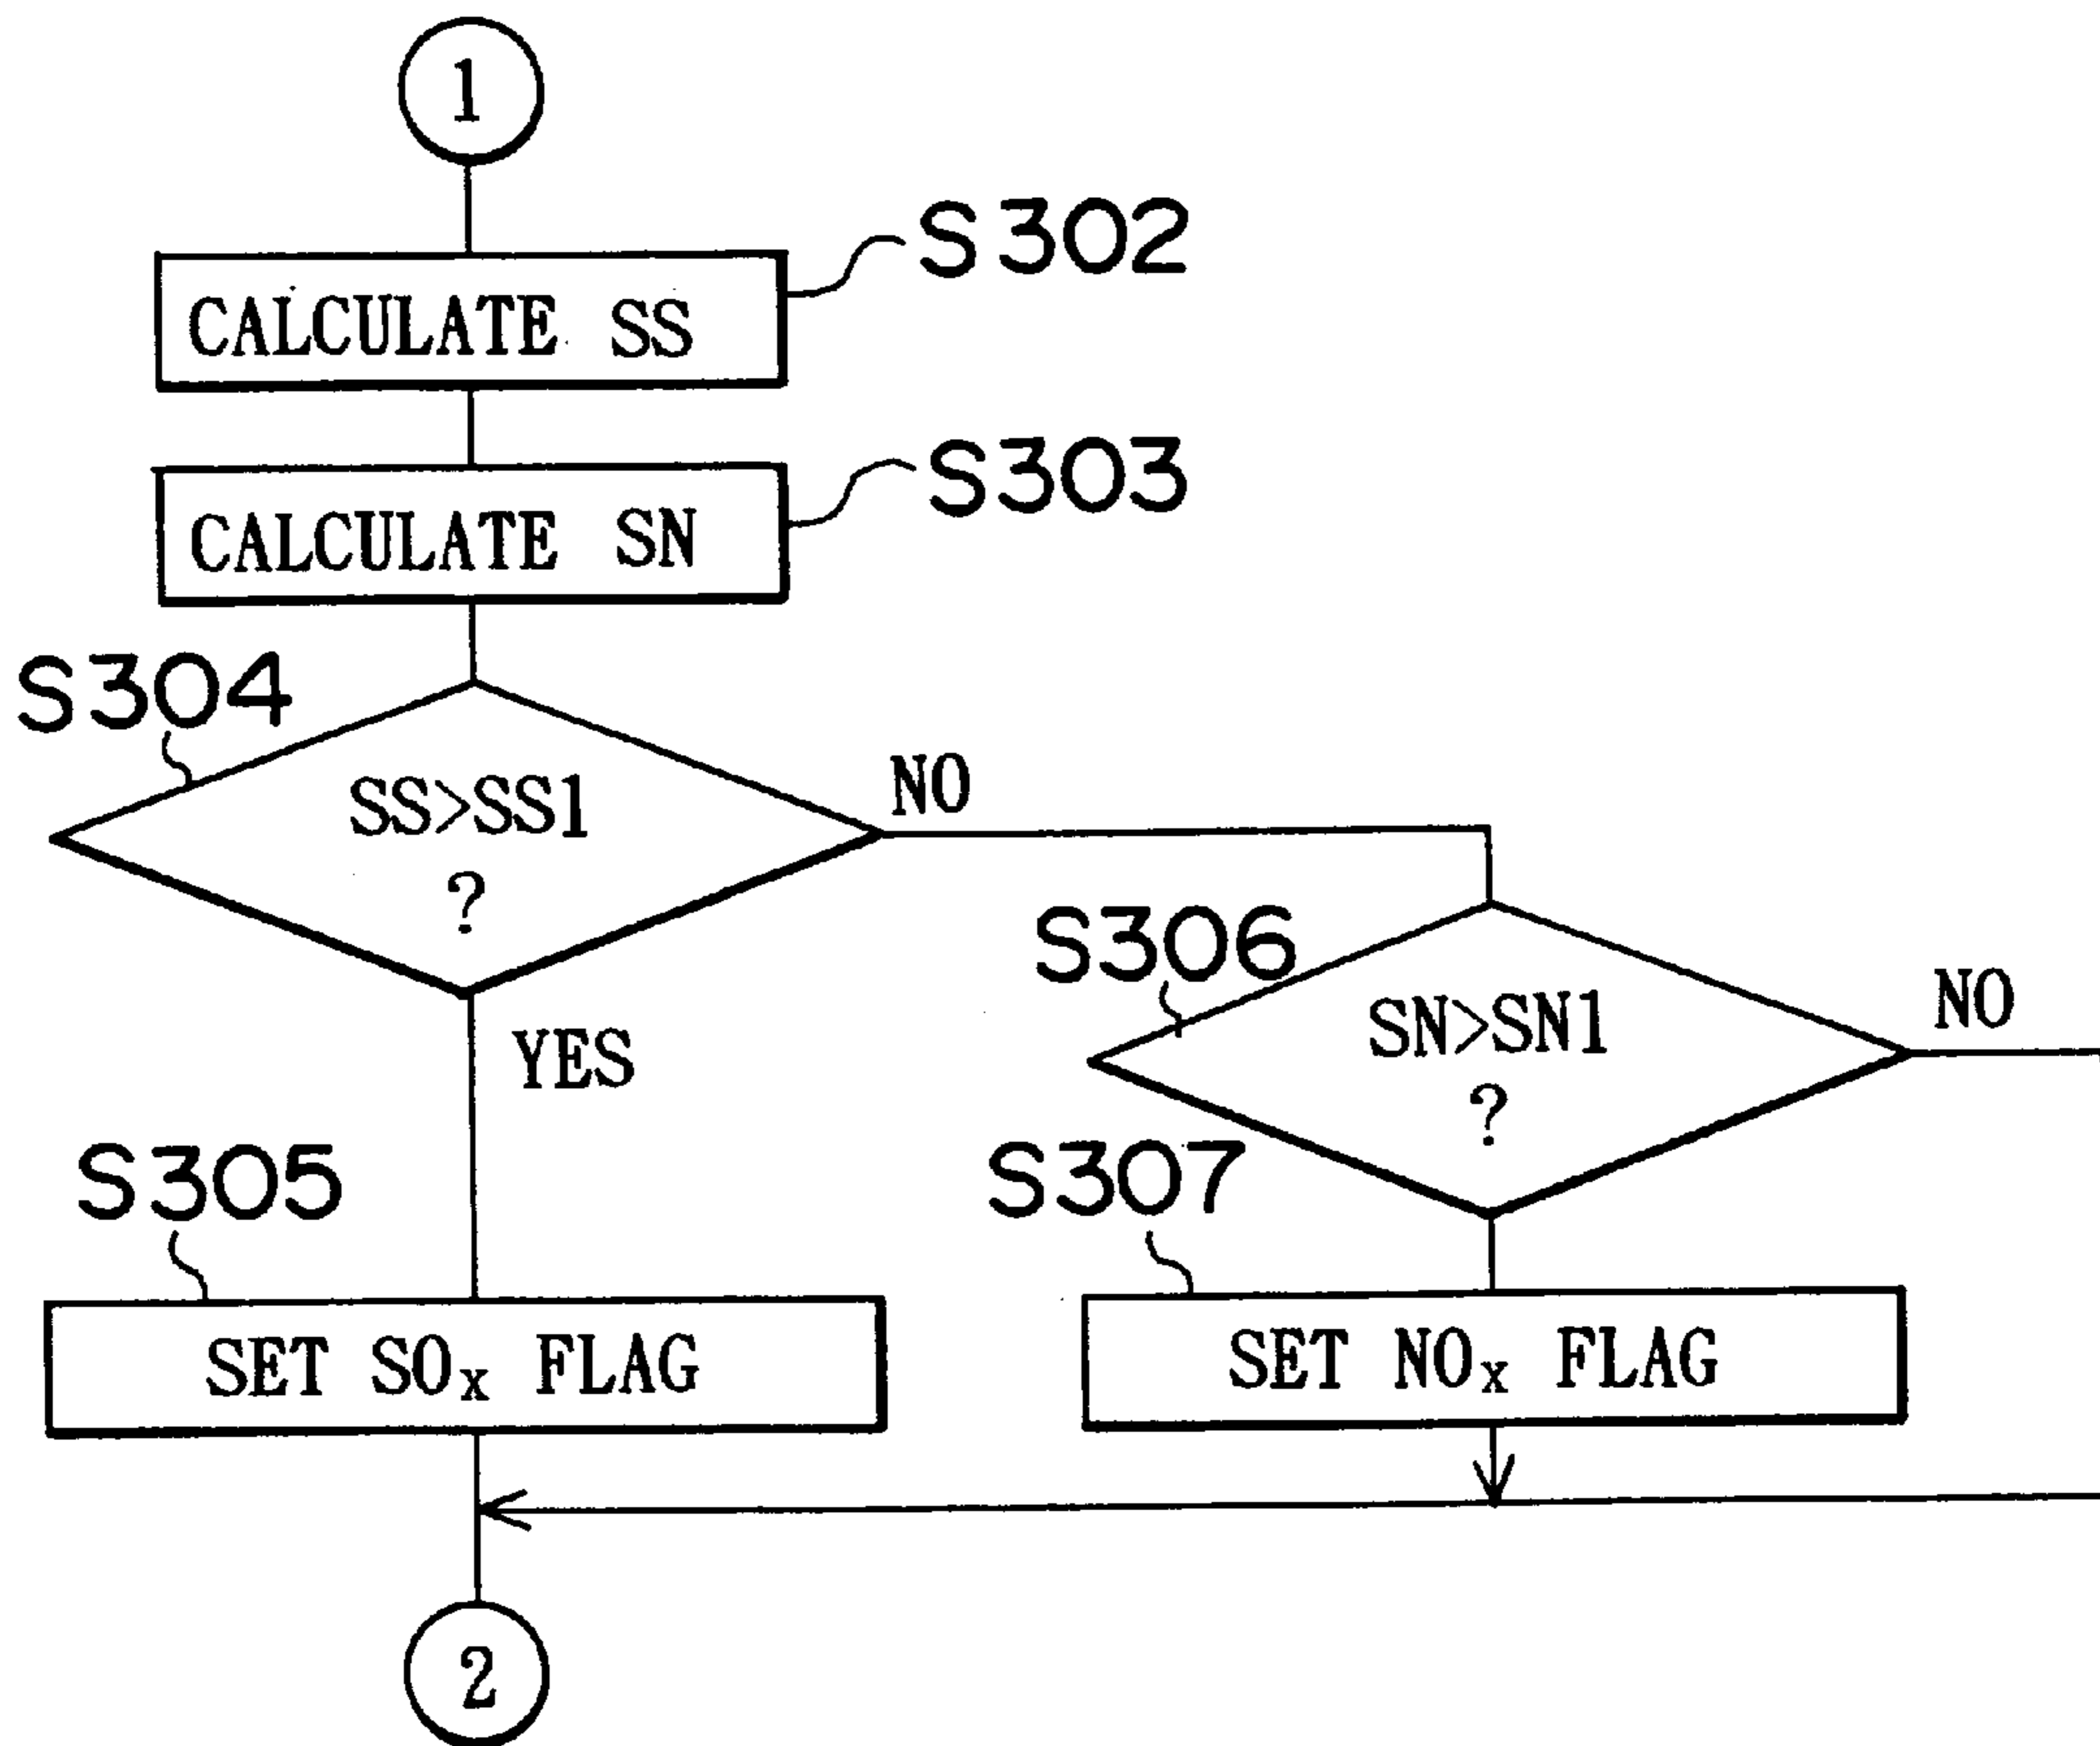 1
S302
CALCULATE SS
S303
CALCULATE SN
S304
SS>SS1
?
NO
YES
S306
SN>SN1
?
NO
S305
SET SOₓ FLAG
S307
SET NOₓ FLAG
2